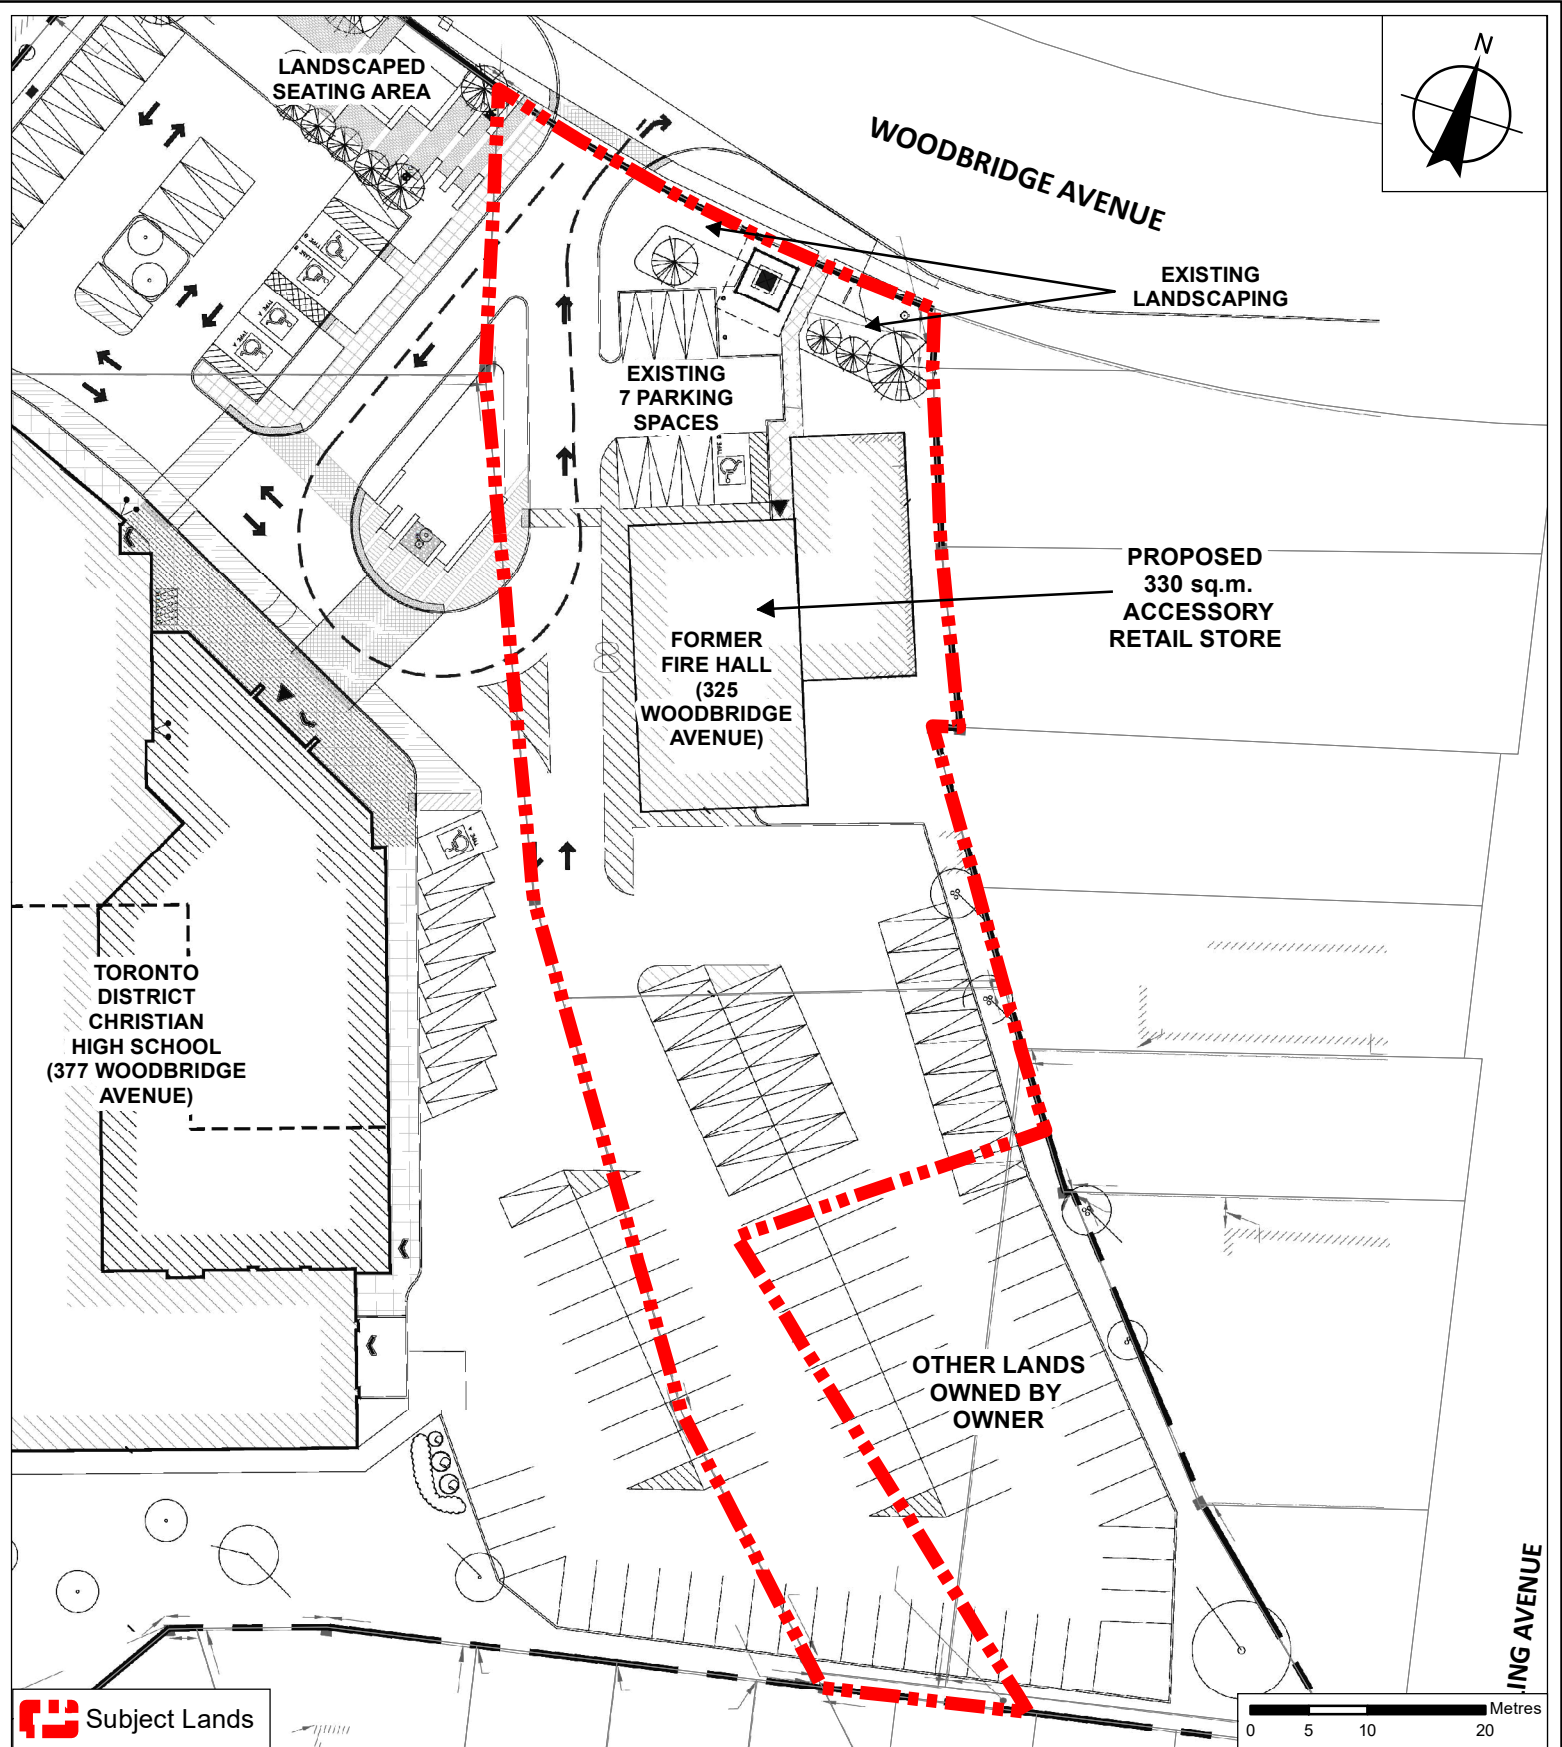 LANDSCAPED
SEATING AREA
N
WOODBRIDGE AVENUE
EXISTING
LANDSCAPING
EXISTING
7 PARKING
SPACES
PROPOSED
330 sq.m.
ACCESSORY
RETAIL STORE
FORMER
FIRE HALL
(325
WOODBRIDGE
AVENUE)
TORONTO
DISTRICT
CHRISTIAN
HIGH SCHOOL
(377 WOODBRIDGE
AVENUE)
OTHER LANDS
OWNED BY
OWNER
LING AVENUE
Subject Lands
Metres
0 5 10 20